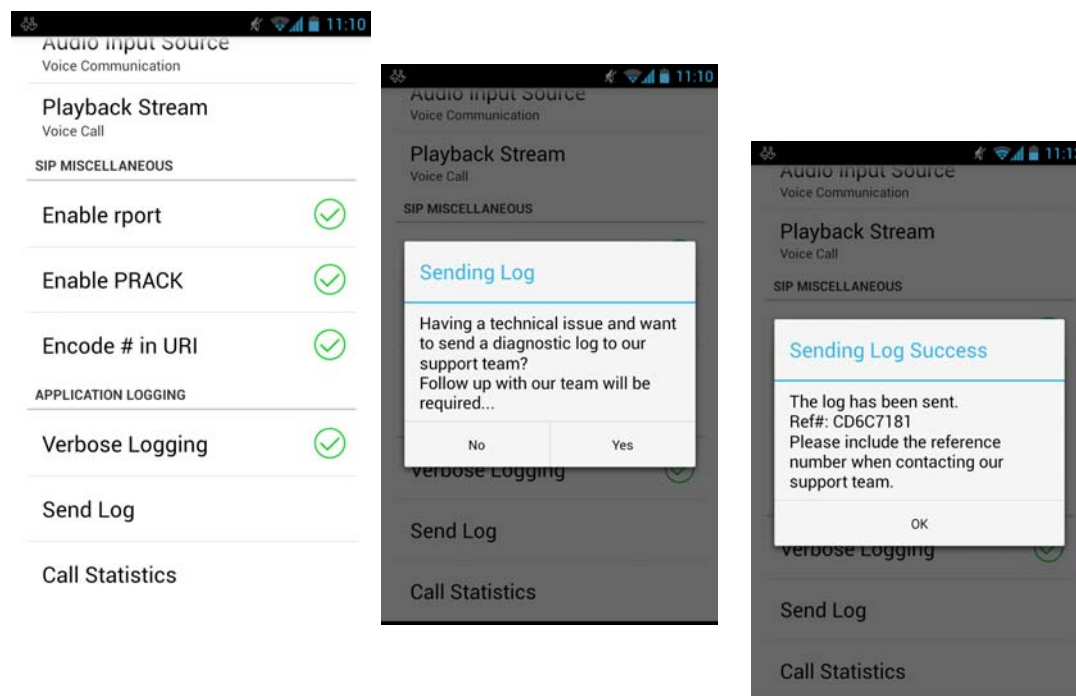 11:10
Audio Input Source
Voice Communication
Playback Stream
Voice Call
SIP MISCELLANEOUS
Enable rport
Enable PRACK
Encode # in URI
APPLICATION LOGGING
Verbose Logging
Send Log
Call Statistics
11:10
Audio Input Source
Voice Communication
Playback Stream
Voice Call
SIP MISCELLANEOUS
Sending Log
Having a technical issue and want
to send a diagnostic log to our
support team?
Follow up with our team will be
required...
No Yes
Verbose Logging
Send Log
Call Statistics
Audio Input Source
Voice Communication
Playback Stream
Voice Call
SIP MISCELLANEOUS
Sending Log Success
The log has been sent.
Ref#: CD6C7181
Please include the reference
number when contacting our
support team.
OK
Verbose Logging
Send Log
Call Statistics